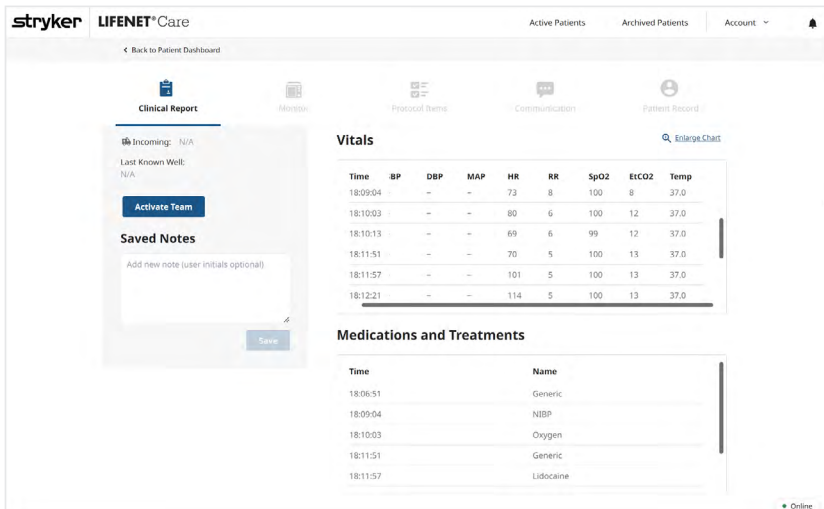 stryker LIFENET®Care Active Patients Archived Patients Account
Back to Patient Dashboard
Clinical Report Monitor Protocol Items Communication Patient Record
Incoming: N/A
Last Known Well:
N/A
Activate Team
Saved Notes
Add new note (user initials optional)
Save
Vitals Enlarge Chart
Time BP DBP MAP HR RR SpO2 EtCO2 Temp
18:09:04 – – 73 8 100 8 37.0
18:10:03 – – 80 6 100 12 37.0
18:10:13 – – 69 6 99 12 37.0
18:11:51 – – 70 5 100 13 37.0
18:11:57 – – 101 5 100 13 37.0
18:12:21 – – 114 5 100 13 37.0
Medications and Treatments
Time Name
18:06:51 Generic
18:09:04 NIBP
18:10:03 Oxygen
18:11:51 Generic
18:11:57 Lidocaine
Online